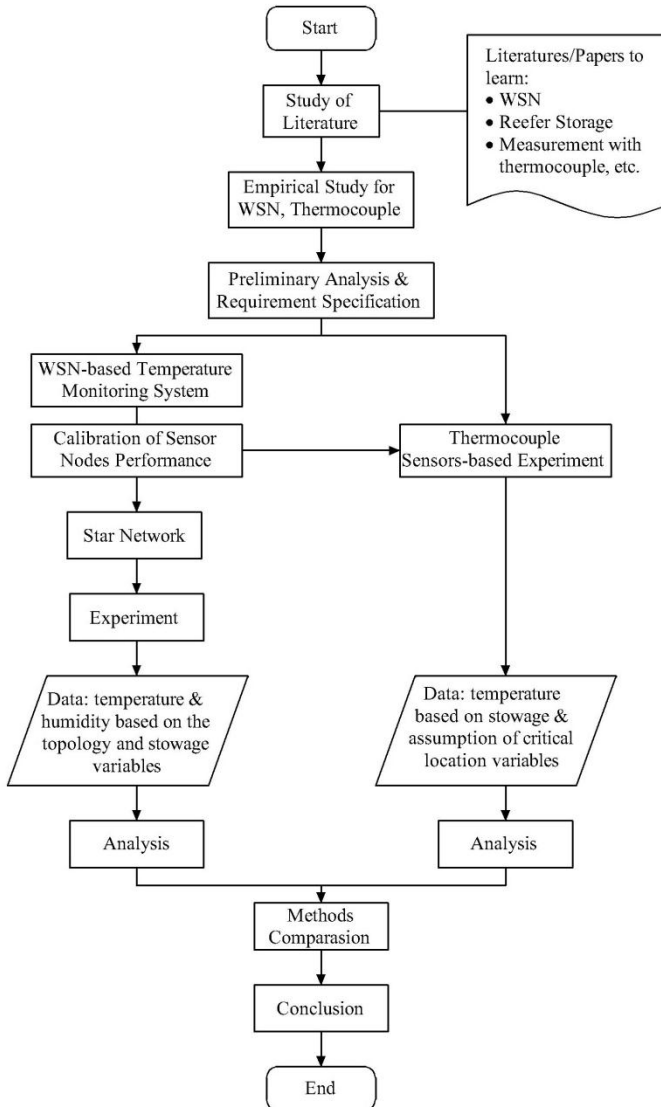 Start
Study of
Literature
Literatures/Papers to
learn:
• WSN
• Reefer Storage
• Measurement with
thermocouple, etc.
Empirical Study for
WSN, Thermocouple
Preliminary Analysis &
Requirement Specification
WSN-based Temperature
Monitoring System
Calibration of Sensor
Nodes Performance
Thermocouple
Sensors-based Experiment
Star Network
Experiment
Data: temperature &
humidity based on the
topology and stowage
variables
Data: temperature
based on stowage &
assumption of critical
location variables
Analysis
Analysis
Methods
Comparasion
Conclusion
End